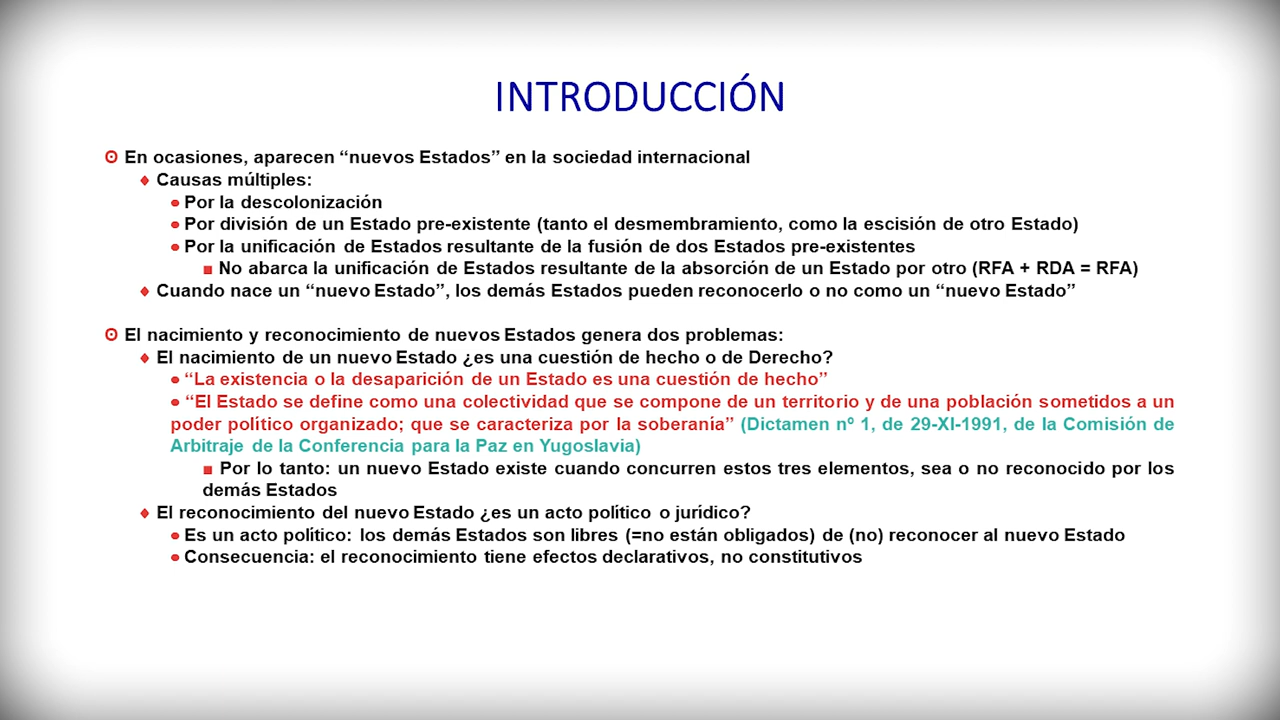 INTRODUCCIÓN
En ocasiones, aparecen “nuevos Estados” en la sociedad internacional
Causas múltiples:
Por la descolonización
Por división de un Estado pre-existente (tanto el desmembramiento, como la escisión de otro Estado)
Por la unificación de Estados resultante de la fusión de dos Estados pre-existentes
No abarca la unificación de Estados resultante de la absorción de un Estado por otro (RFA + RDA = RFA)
Cuando nace un “nuevo Estado”, los demás Estados pueden reconocerlo o no como un “nuevo Estado”
El nacimiento y reconocimiento de nuevos Estados genera dos problemas:
El nacimiento de un nuevo Estado ¿es una cuestión de hecho o de Derecho?
“La existencia o la desaparición de un Estado es una cuestión de hecho”
“El Estado se define como una colectividad que se compone de un territorio y de una población sometidos a un
poder político organizado; que se caracteriza por la soberanía” (Dictamen nº 1, de 29-XI-1991, de la Comisión de
Arbitraje de la Conferencia para la Paz en Yugoslavia)
Por lo tanto: un nuevo Estado existe cuando concurren estos tres elementos, sea o no reconocido por los
demás Estados
El reconocimiento del nuevo Estado ¿es un acto político o jurídico?
Es un acto político: los demás Estados son libres (=no están obligados) de (no) reconocer al nuevo Estado
Consecuencia: el reconocimiento tiene efectos declarativos, no constitutivos